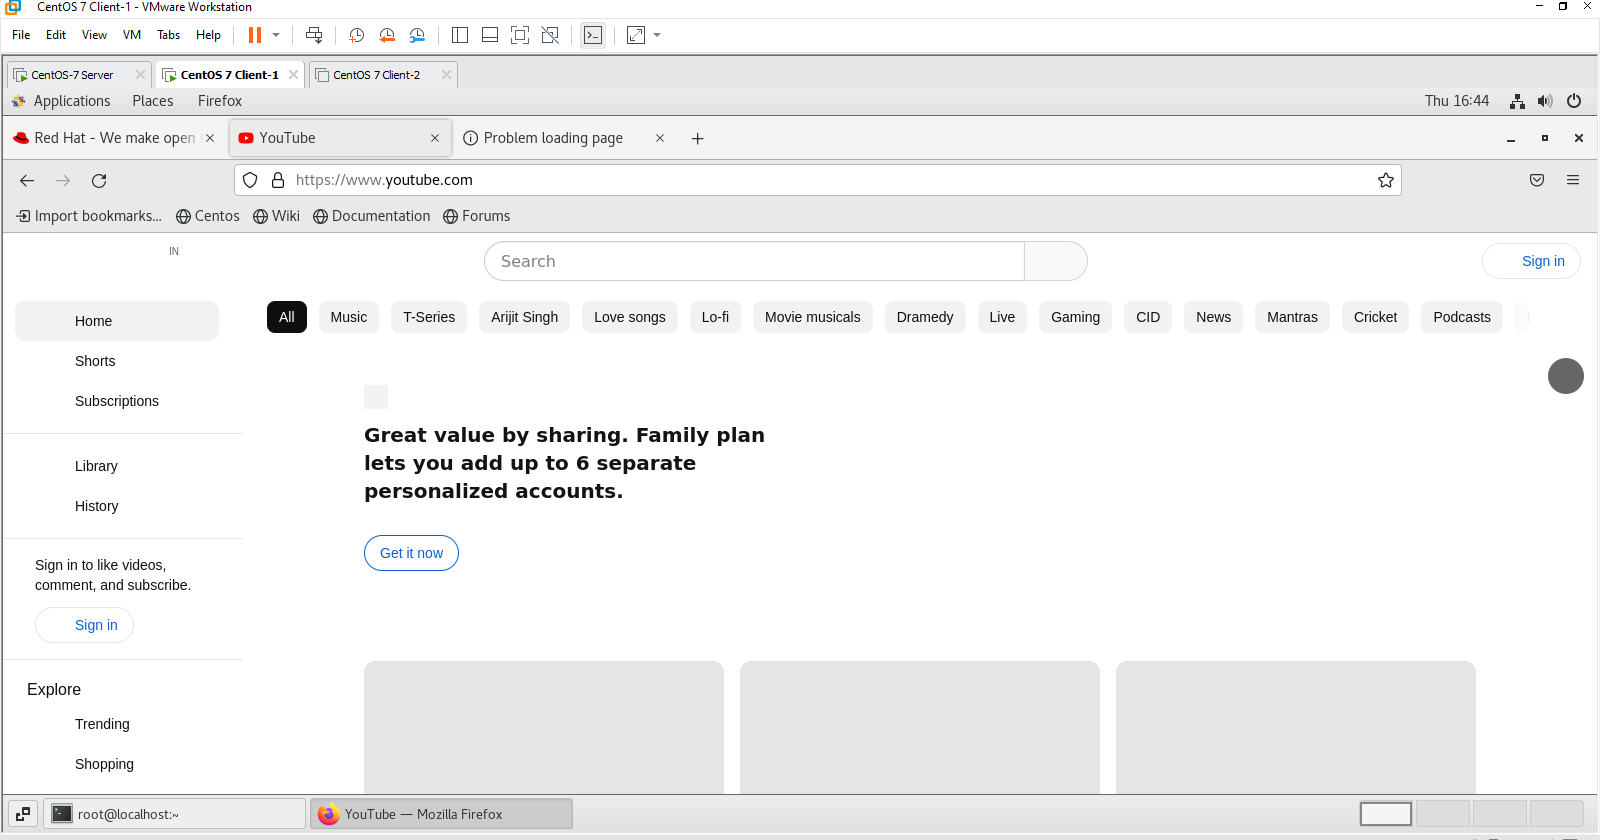 CentOS 7 Client-1 - VMware Workstation
File Edit View VM Tabs Help
CentOS-7 Server CentOS 7 Client-1 CentOS 7 Client-2
Applications Places Firefox Thu 16:44
Red Hat - We make open YouTube Problem loading page
https://www.youtube.com
Import bookmarks... Centos Wiki Documentation Forums
IN
Search
Sign in
Home
All Music T-Series Arijit Singh Love songs Lo-fi Movie musicals Dramedy Live Gaming CID News Mantras Cricket Podcasts
Shorts
Subscriptions
Great value by sharing. Family plan
lets you add up to 6 separate
personalized accounts.
Get it now
Library
History
Sign in to like videos,
comment, and subscribe.
Sign in
Explore
Trending
Shopping
root@localhost:~ YouTube — Mozilla Firefox